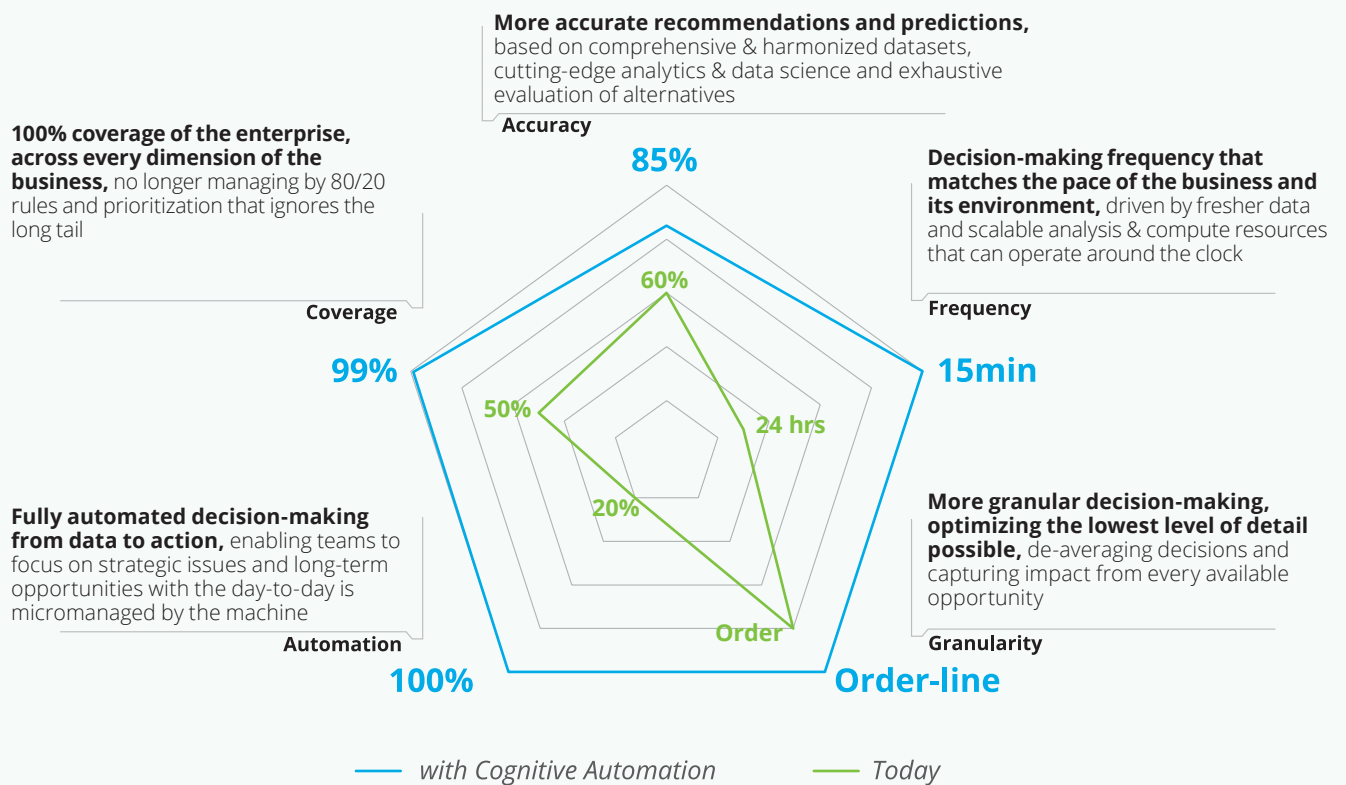 More accurate recommendations and predictions,
based on comprehensive & harmonized datasets,
cutting-edge analytics & data science and exhaustive
evaluation of alternatives
Accuracy
85%
100% coverage of the enterprise,
across every dimension of the
business, no longer managing by 80/20
rules and prioritization that ignores the
long tail
Coverage
99%
Decision-making frequency that
matches the pace of the business and
its environment, driven by fresher data
and scalable analysis & compute resources
that can operate around the clock
Frequency
15min
60%
50%
24 hrs
20%
Order
Fully automated decision-making
from data to action, enabling teams to
focus on strategic issues and long-term
opportunities with the day-to-day is
micromanaged by the machine
Automation
100%
More granular decision-making,
optimizing the lowest level of detail
possible, de-averaging decisions and
capturing impact from every available
opportunity
Granularity
Order-line
with Cognitive Automation
Today